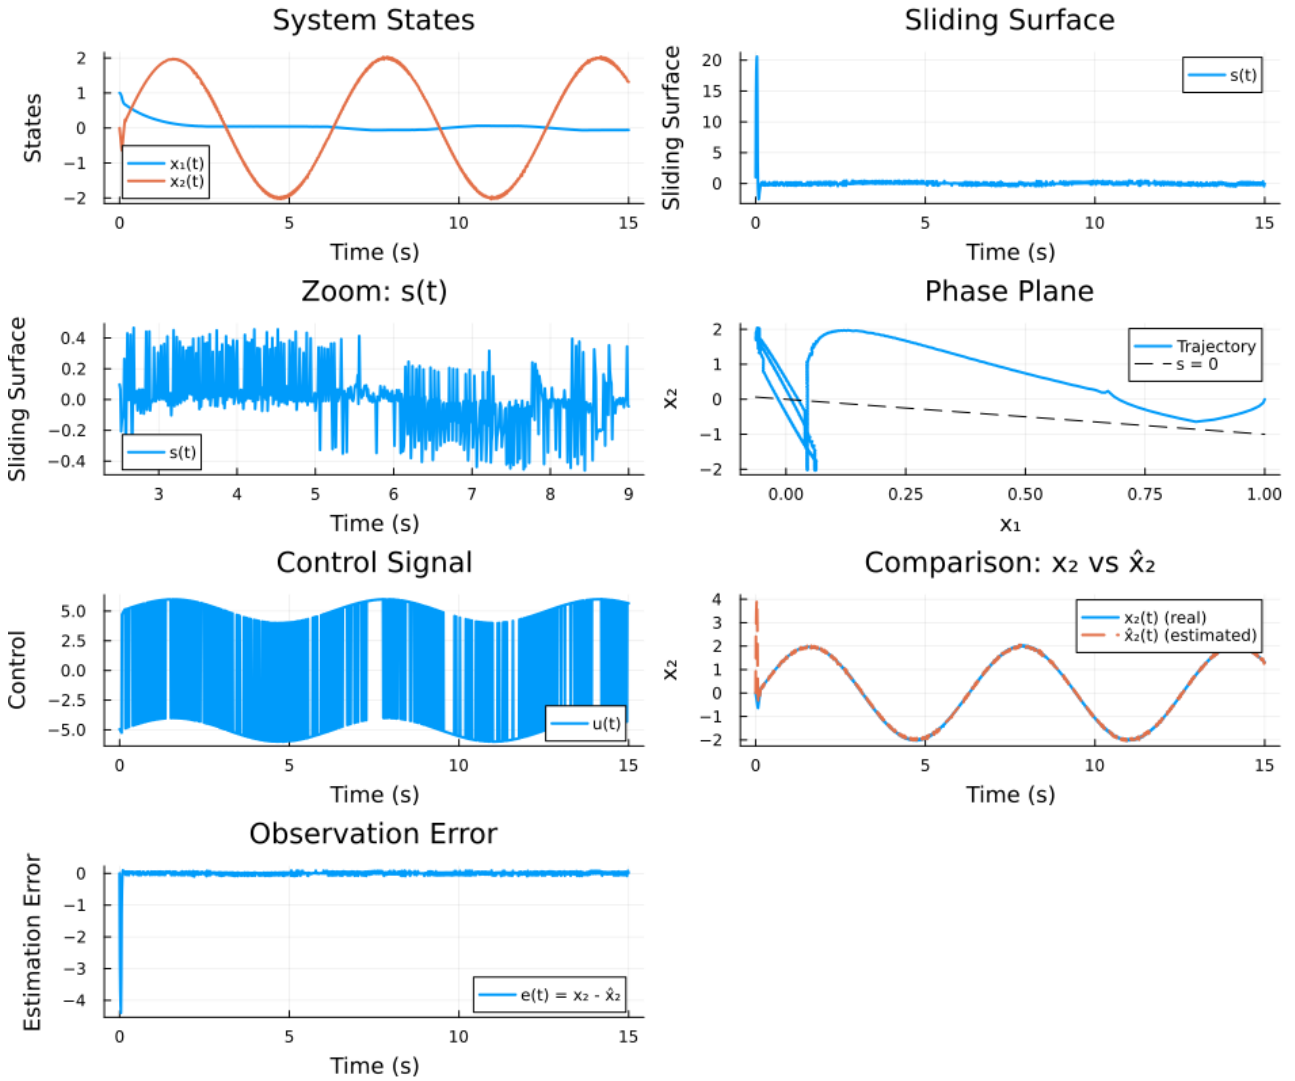 System States
States
2
1
0
−1
−2
x₁(t)
x₂(t)
0 5 10 15
Time (s)
Sliding Surface
Sliding Surface
20
15
10
5
0
s(t)
0 5 10 15
Time (s)
Zoom: s(t)
Sliding Surface
0.4
0.2
0.0
−0.2
−0.4
s(t)
3 4 5 6 7 8 9
Time (s)
Phase Plane
x₂
2
1
0
−1
−2
Trajectory
s = 0
0.00 0.25 0.50 0.75 1.00
x₁
Control Signal
Control
5.0
2.5
0.0
−2.5
−5.0
u(t)
0 5 10 15
Time (s)
Comparison: x₂ vs x̂₂
x₂
4
3
2
1
0
−1
−2
x₂(t) (real)
x̂₂(t) (estimated)
0 5 10 15
Time (s)
Observation Error
Estimation Error
0
−1
−2
−3
−4
e(t) = x₂ - x̂₂
0 5 10 15
Time (s)